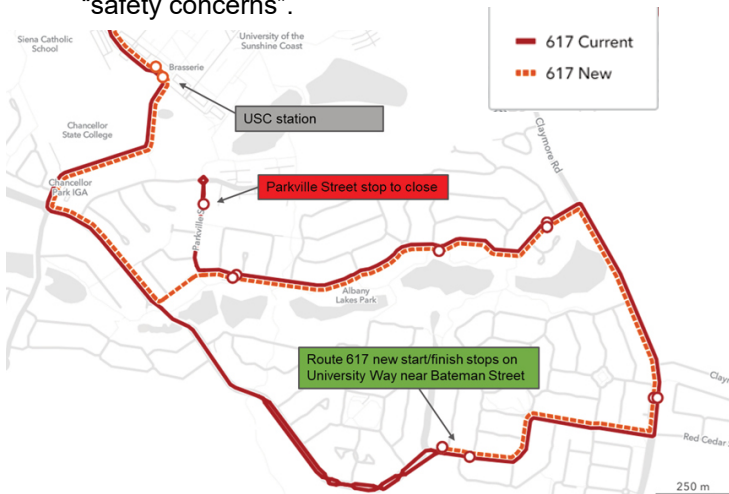 "safety concerns".
Siena Catholic
School
University of the
Sunshine Coast
617 Current
617 New
Brasserie
USC station
Chancellor
State College
Claymore Rd
Chancellor
Park IGA
Parkville Street stop to close
Parkville
Albany
Lakes Park
Route 617 new start/finish stops on
University Way near Bateman Street
Clay
Red Cedar
250 m